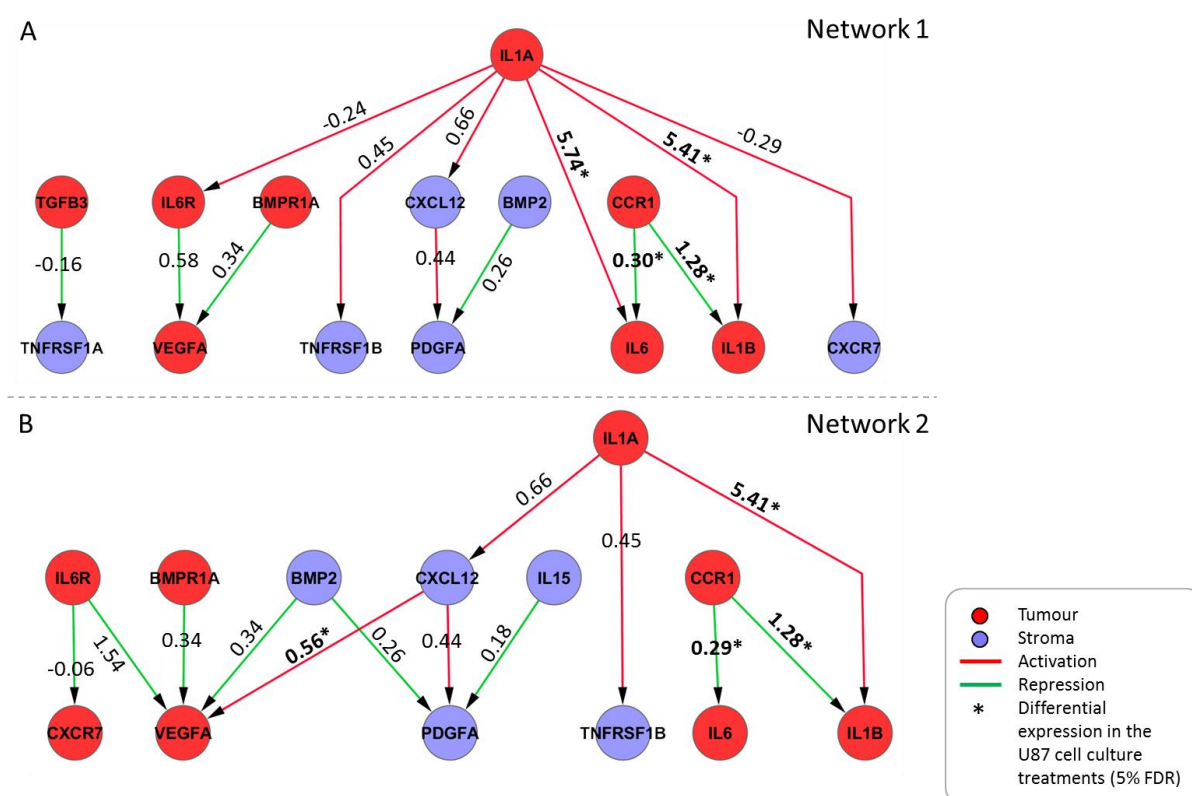 A
Network 1
IL1A
-0.24
0.45
0.66
5.74*
5.41*
-0.29
TGFB3
IL6R
BMPR1A
CXCL12
BMP2
CCR1
-0.16
0.58
0.34
0.44
0.26
0.30*
1.28*
TNFRSF1A
VEGFA
TNFRSF1B
PDGFA
IL6
IL1B
CXCR7
B
Network 2
IL1A
0.66
0.45
5.41*
IL6R
BMPR1A
BMP2
CXCL12
IL15
CCR1
-0.06
1.54
0.34
0.34
0.56*
0.26
0.44
0.18
0.29*
1.28*
CXCR7
VEGFA
PDGFA
TNFRSF1B
IL6
IL1B
Tumour
Stroma
Activation
Repression
* Differential
expression in the
U87 cell culture
treatments (5% FDR)